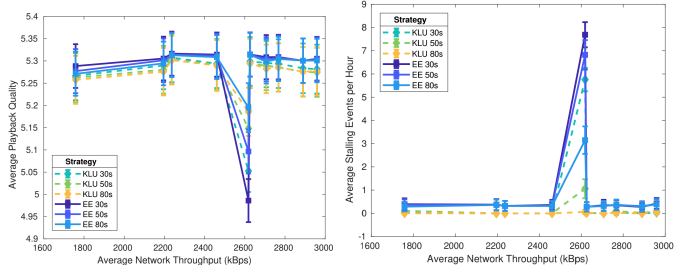 5.4
5.35
5.3
5.25
5.2
5.15
5.1
5.05
5
4.95
4.9
Average Playback Quality
Strategy
KLU 30s
KLU 50s
KLU 80s
EE 30s
EE 50s
EE 80s
1600 1800 2000 2200 2400 2600 2800 3000
Average Network Throughput (kBps)
9
8
7
6
5
4
3
2
1
0
-1
Average Stalling Events per Hour
Strategy
KLU 30s
KLU 50s
KLU 80s
EE 30s
EE 50s
EE 80s
1600 1800 2000 2200 2400 2600 2800 3000
Average Network Throughput (kBps)